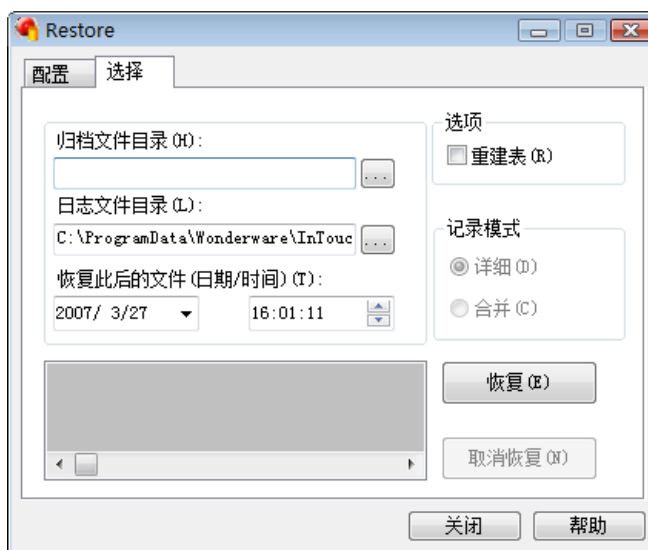 Restore
配置
选择
归档文件目录(H):
...
日志文件目录(L):
C:\ProgramData\Wonderware\InTouc
...
恢复此后的文件(日期/时间)(T):
2007/ 3/27
16:01:11
选项
重建表(R)
记录模式
详细(D)
合并(C)
恢复(E)
取消恢复(N)
关闭
帮助